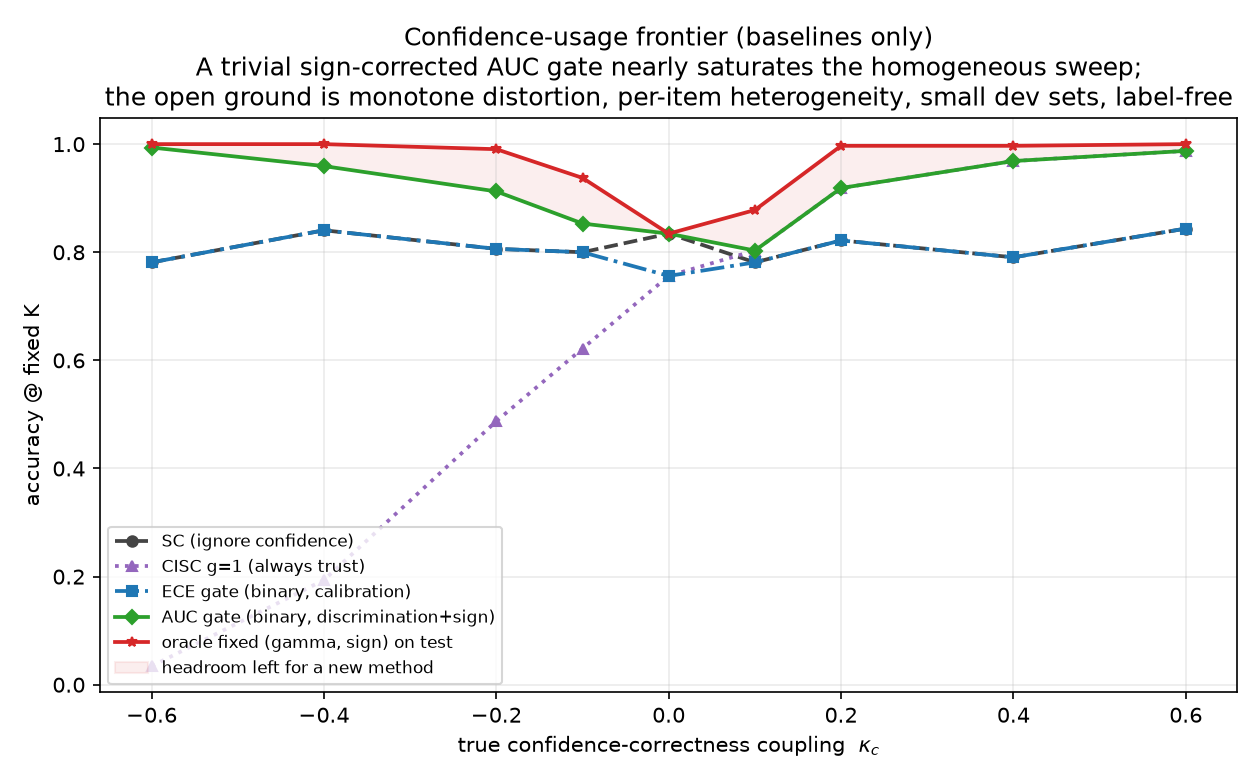 Confidence-usage frontier (baselines only)
A trivial sign-corrected AUC gate nearly saturates the homogeneous sweep;
the open ground is monotone distortion, per-item heterogeneity, small dev sets, label-free
accuracy @ fixed K
1.0
0.8
0.6
0.4
0.2
0.0
SC (ignore confidence)
CISC g=1 (always trust)
ECE gate (binary, calibration)
AUC gate (binary, discrimination+sign)
oracle fixed (gamma, sign) on test
headroom left for a new method
−0.6 −0.4 −0.2 0.0 0.2 0.4 0.6
true confidence-correctness coupling κc